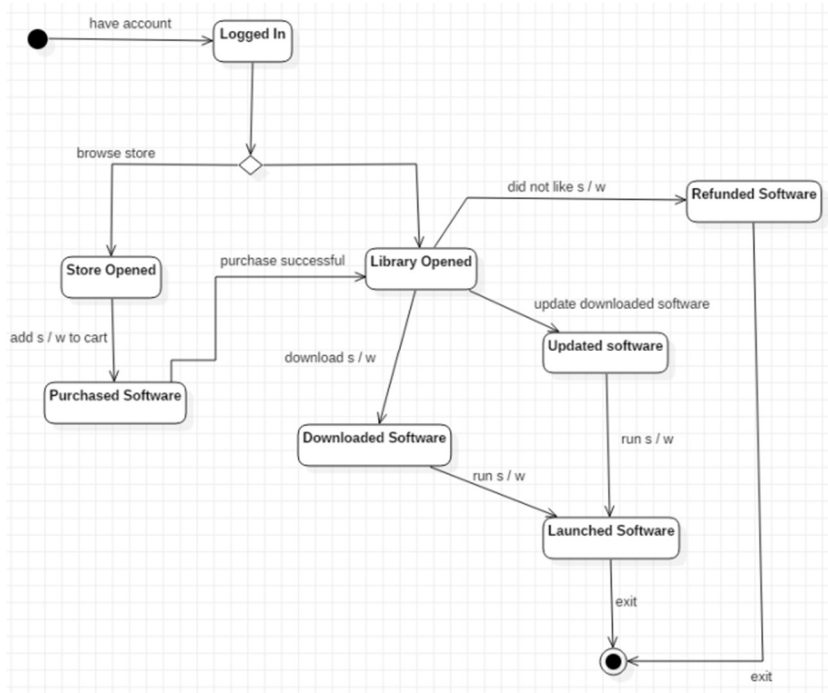 have account
Logged In
browse store
did not like s / w
Refunded Software
Store Opened
purchase successful
Library Opened
update downloaded software
add s / w to cart
download s / w
Updated software
Purchased Software
Downloaded Software
run s / w
run s / w
Launched Software
exit
exit